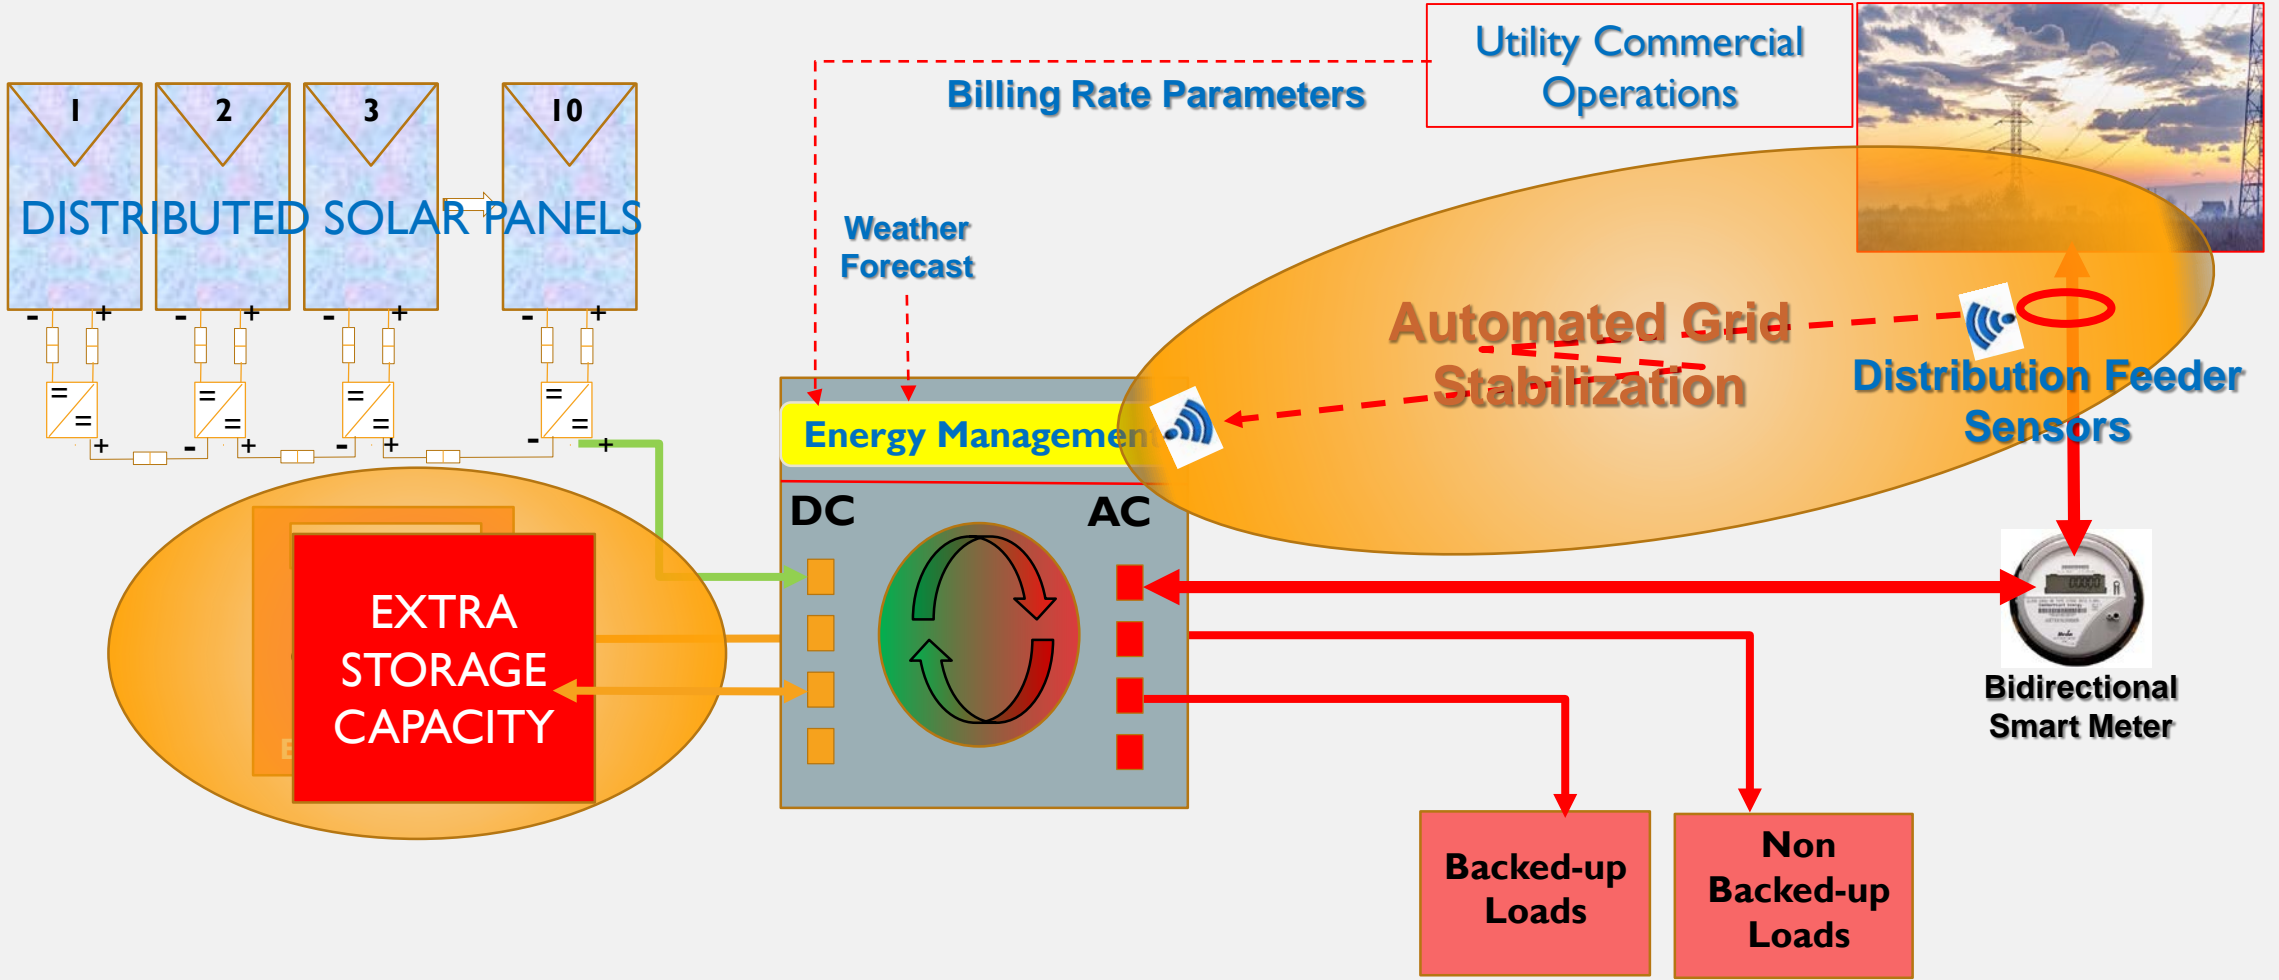 Utility Commercial
Operations
Billing Rate Parameters
1
2
3
10
DISTRIBUTED SOLAR PANELS
- +
- +
- +
- +
Weather
Forecast
Automated Grid
Stabilization
Distribution Feeder
Sensors
= =
= =
= =
= =
+ - + - + - +
Energy Management
DC
AC
EXTRA
STORAGE
CAPACITY
Bidirectional
Smart Meter
Backed-up
Loads
Non
Backed-up
Loads